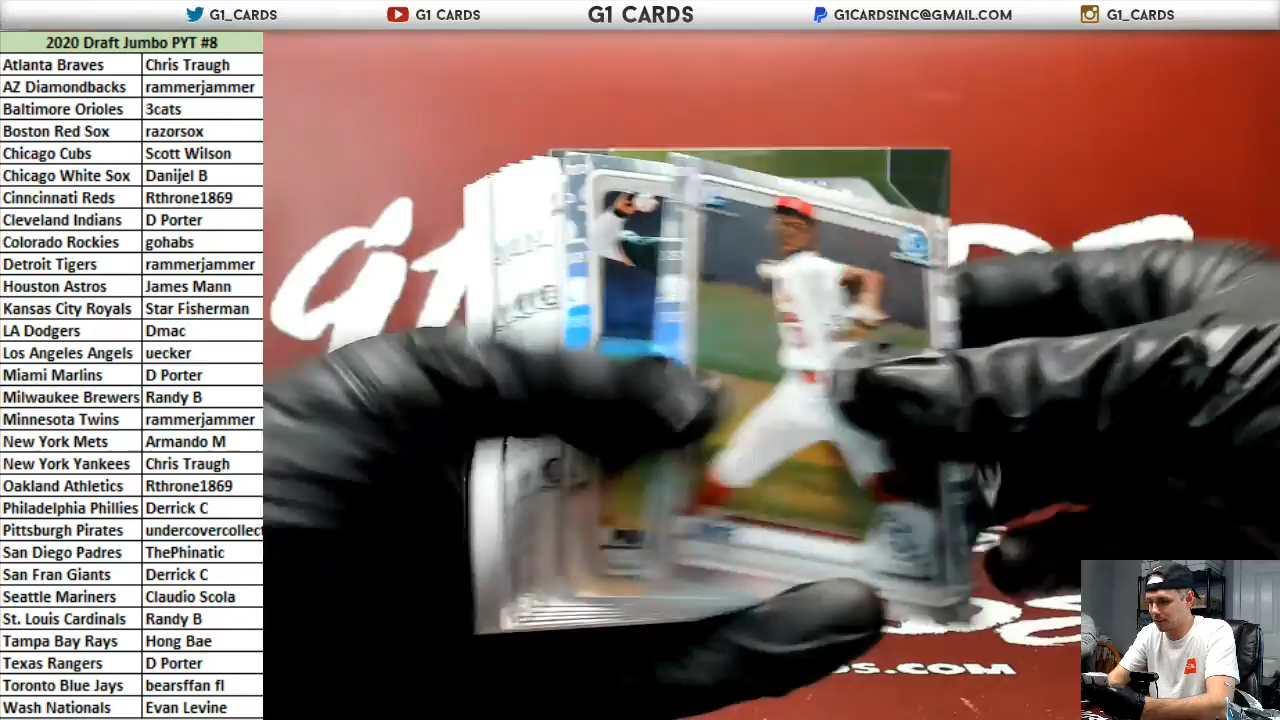 G1_CARDS
G1 CARDS
G1 CARDS
G1CARDSINC@GMAIL.COM
G1_CARDS
2020 Draft Jumbo PYT #8
Atlanta Braves Chris Traugh
AZ Diamondbacks rammerjammer
Baltimore Orioles 3cats
Boston Red Sox razorsox
Chicago Cubs Scott Wilson
Chicago White Sox Danijel B
Cinncinnati Reds Rthrone1869
Cleveland Indians D Porter
Colorado Rockies gohabs
Detroit Tigers rammerjammer
Houston Astros James Mann
Kansas City Royals Star Fisherman
LA Dodgers Dmac
Los Angeles Angels uecker
Miami Marlins D Porter
Milwaukee Brewers Randy B
Minnesota Twins rammerjammer
New York Mets Armando M
New York Yankees Chris Traugh
Oakland Athletics Rthrone1869
Philadelphia Phillies Derrick C
Pittsburgh Pirates undercovercollect
San Diego Padres ThePhinatic
San Fran Giants Derrick C
Seattle Mariners Claudio Scola
St. Louis Cardinals Randy B
Tampa Bay Rays Hong Bae
Texas Rangers D Porter
Toronto Blue Jays bearsffan fl
Wash Nationals Evan Levine